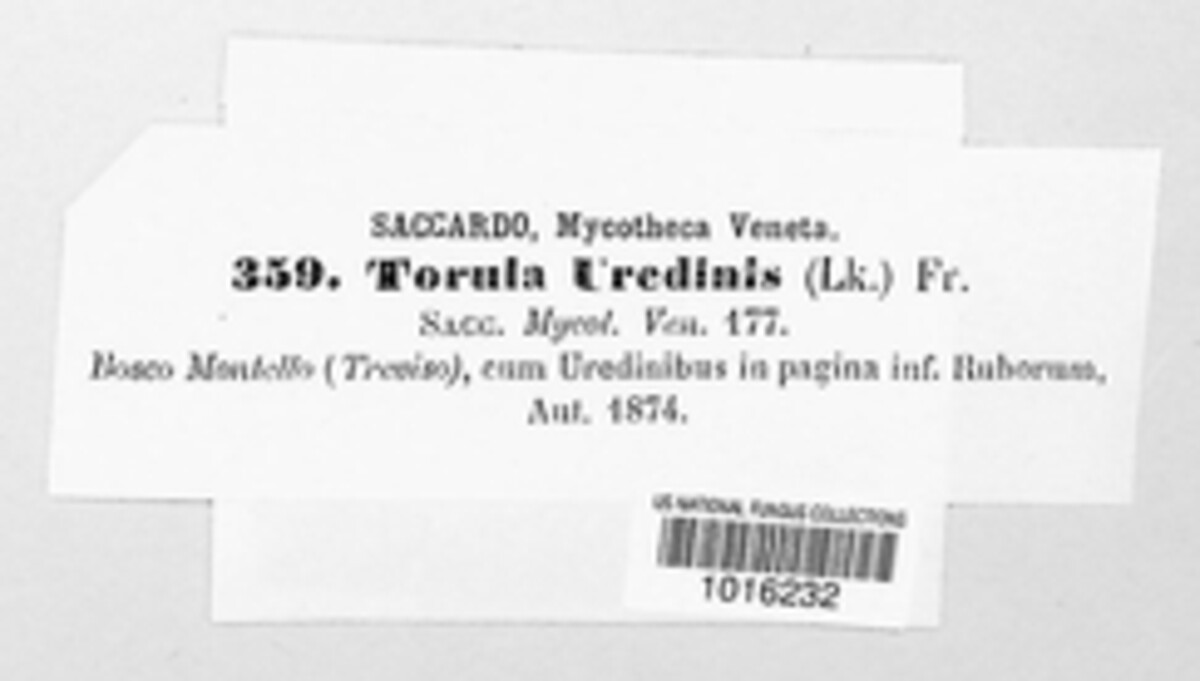 SACCARDO, Mycotheca Veneta.
359. Torula Uredinis (Lk.) Fr.
SACC. Mycol. Ven. 177.
Bosco Montello (Treviso), cum Uredinibus in pagina inf. Ruborum,
Aut. 1874.
US NATIONAL FUNGUS COLLECTIONS
1016232